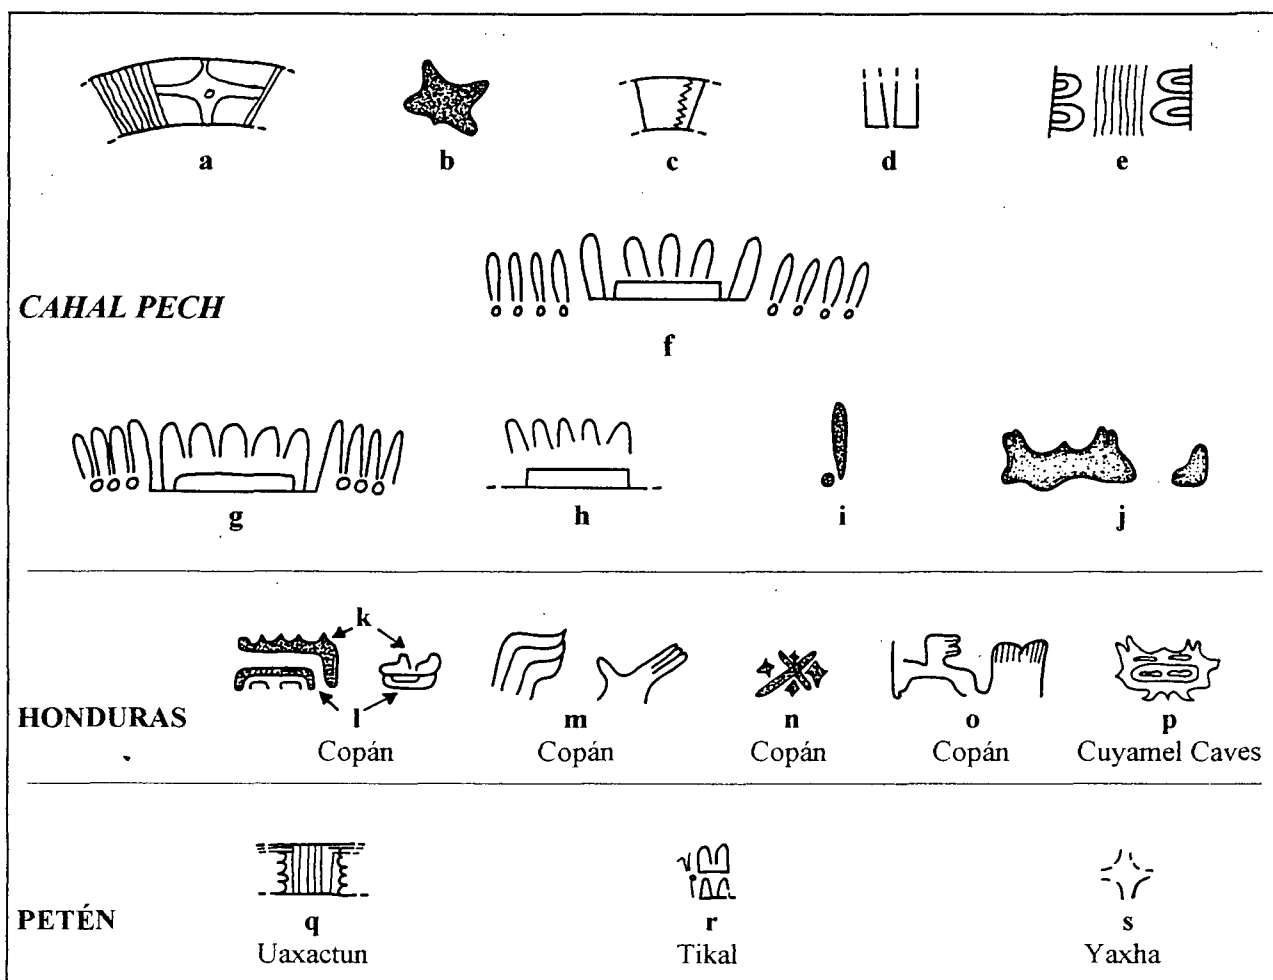 a b c d e
CAHAL PECH
f
g h i j
k
HONDURAS l m n o p
Copán Copán Copán Copán Cuyamel Caves
PETÉN q r s
Uaxactun Tikal Yaxha